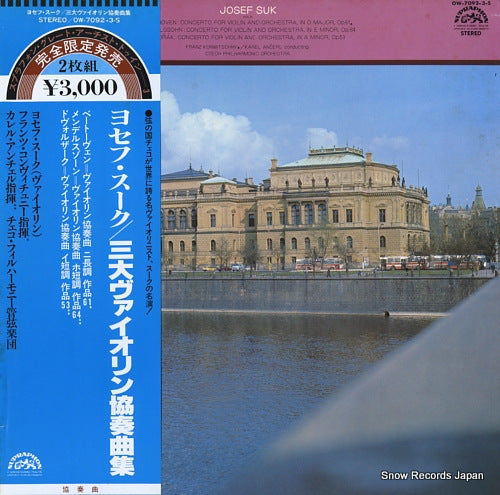 ヨセフ・スーク/三大ヴァイオリン協奏曲集
STEREO OW-7092-3-S
スプラフォン・グレート・アーチスト・トゥイン・シリーズ 3
完全限定発売
2枚組
¥3,000
●弦の国チェコが世界に誇る名ヴァイオリニスト、スークの名演!
ヨセフ・スーク/三大ヴァイオリン協奏曲集
ベートーヴェン=ヴァイオリン協奏曲 ニ長調 作品61.
メンデルスゾーン=ヴァイオリン協奏曲 ホ短調 作品64.
ドヴォルザーク=ヴァイオリン協奏曲 イ短調 作品53.
ヨセフ・スーク(ヴァイオリン)
フランツ・コンヴィチュニー指揮,
カレル・アンチェル指揮, チェコ・フィルハーモニー管弦楽団
SUPRAPHON
協奏曲
JOSEF SUK
VIOLIN
HOVEN: CONCERTO FOR VIOLIN AND ORCHESTRA, IN D MAJOR, Op.61
SSOHN: CONCERTO FOR VIOLIN AND ORCHESTRA, IN E MINOR, Op.64
RÁK: CONCERTO FOR VIOLIN AND ORCHESTRA, IN A MINOR, Op.53
FRANZ KONWITSCHNY/KAREL ANČERL conducting
CZECH PHILHARMONIC ORCHESTRA
OW-7092-3-S
SUPRAPHON
STEREO
Snow Records Japan